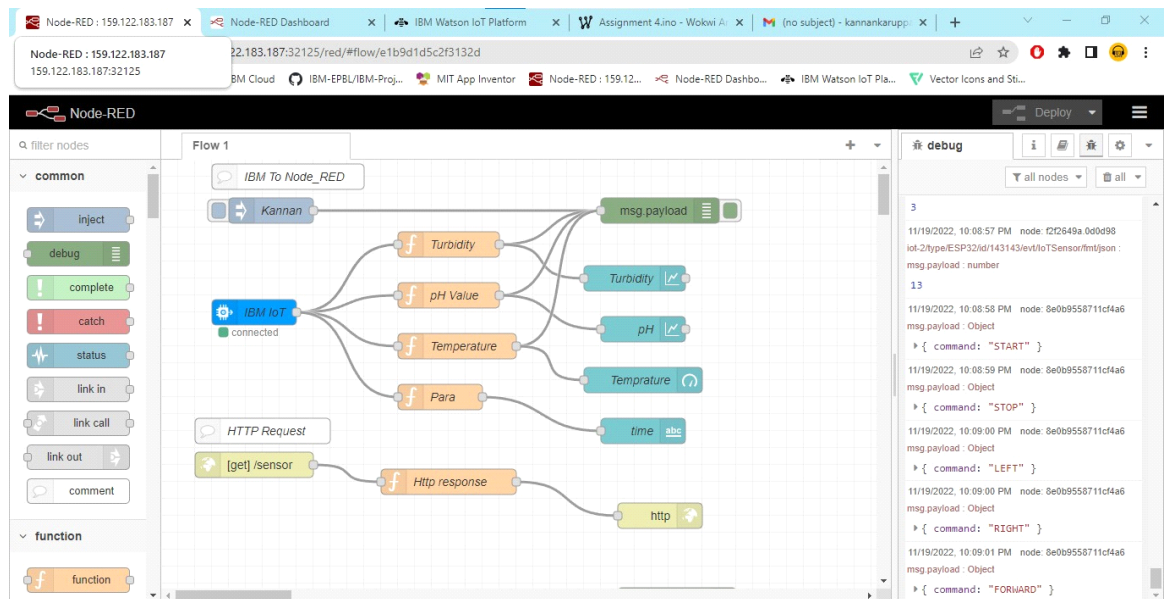 Node-RED : 159.122.183.187
Node-RED Dashboard
IBM Watson IoT Platform
Assignment 4.ino - Wokwi Ar
(no subject) - kannankarupp
Node-RED : 159.122.183.187
159.122.183.187:32125
22.183.187:32125/red/#flow/e1b9d1d5c2f3132d
BM Cloud
IBM-EPBL/IBM-Proj...
MIT App Inventor
Node-RED : 159.12...
Node-RED Dashbo...
IBM Watson IoT Pla...
Vector Icons and Sti...
Node-RED
Deploy
filter nodes
common
inject
debug
complete
catch
status
link in
link call
link out
comment
function
function
Flow 1
IBM To Node_RED
Kannan
msg.payload
Turbidity
Turbidity
pH Value
IBM IoT
connected
pH
Temperature
Temprature
Para
time
abc
HTTP Request
[get] /sensor
Http response
http
debug
all nodes
all
3
11/19/2022, 10:08:57 PM node: f2f2649a.0d0d98
iot-2/type/ESP32/id/143143/evt/IoTSensor/fmt/json :
msg.payload : number
13
11/19/2022, 10:08:58 PM node: 8e0b9558711cf4a6
msg.payload : Object
{ command: "START" }
11/19/2022, 10:08:59 PM node: 8e0b9558711cf4a6
msg.payload : Object
{ command: "STOP" }
11/19/2022, 10:09:00 PM node: 8e0b9558711cf4a6
msg.payload : Object
{ command: "LEFT" }
11/19/2022, 10:09:00 PM node: 8e0b9558711cf4a6
msg.payload : Object
{ command: "RIGHT" }
11/19/2022, 10:09:01 PM node: 8e0b9558711cf4a6
msg.payload : Object
{ command: "FORWARD" }